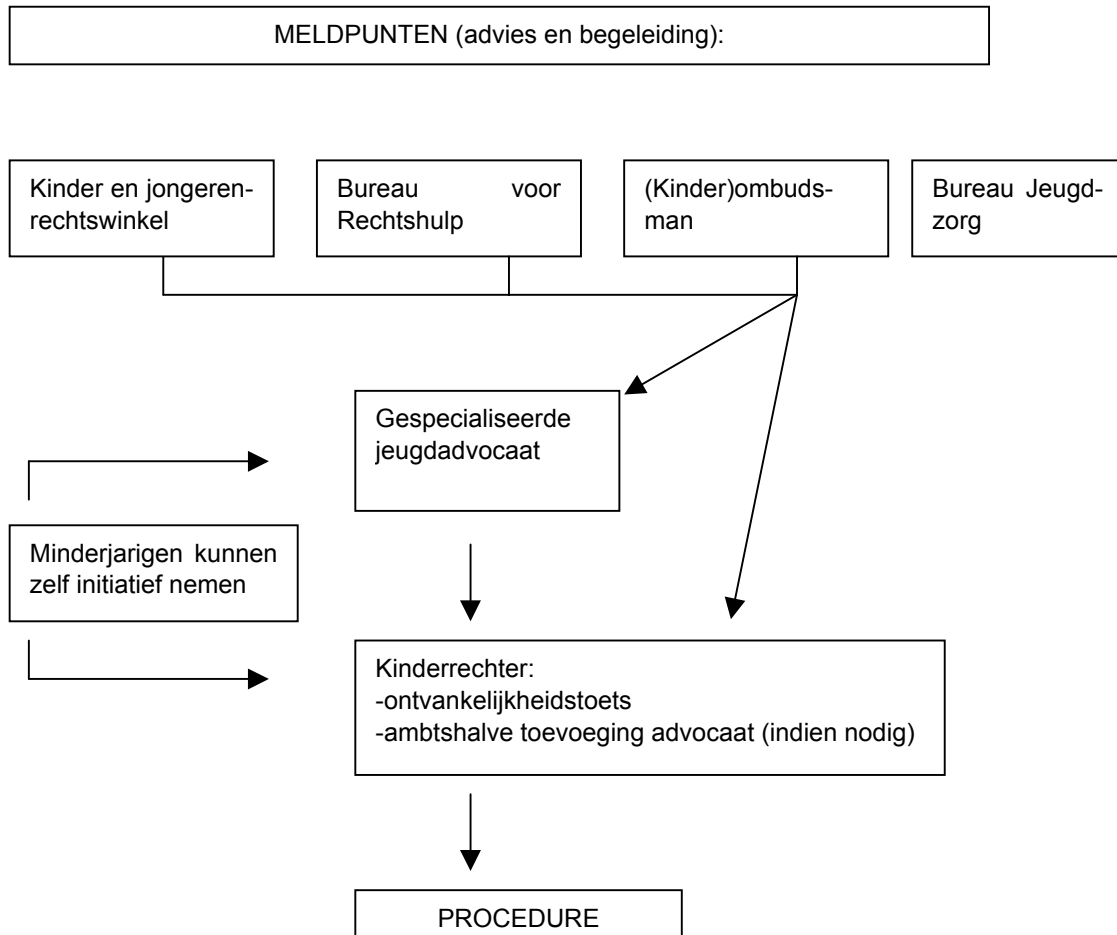 MELDPUNTEN (advies en begeleiding):
Kinder en jongeren-
rechtswinkel
Bureau voor
Rechtshulp
(Kinder)ombuds-
man
Bureau Jeugd-
zorg
Gespecialiseerde
jeugdadvocaat
Minderjarigen kunnen
zelf initiatief nemen
Kinderrechter:
-ontvankelijkheidstoets
-ambtshalve toevoeging advocaat (indien nodig)
PROCEDURE